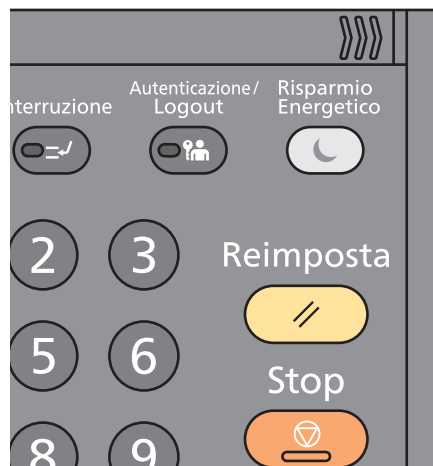 nterruzione
Autenticazione/
Logout
Risparmio
Energetico
2
3
Reimposta
5
6
Stop
8
9